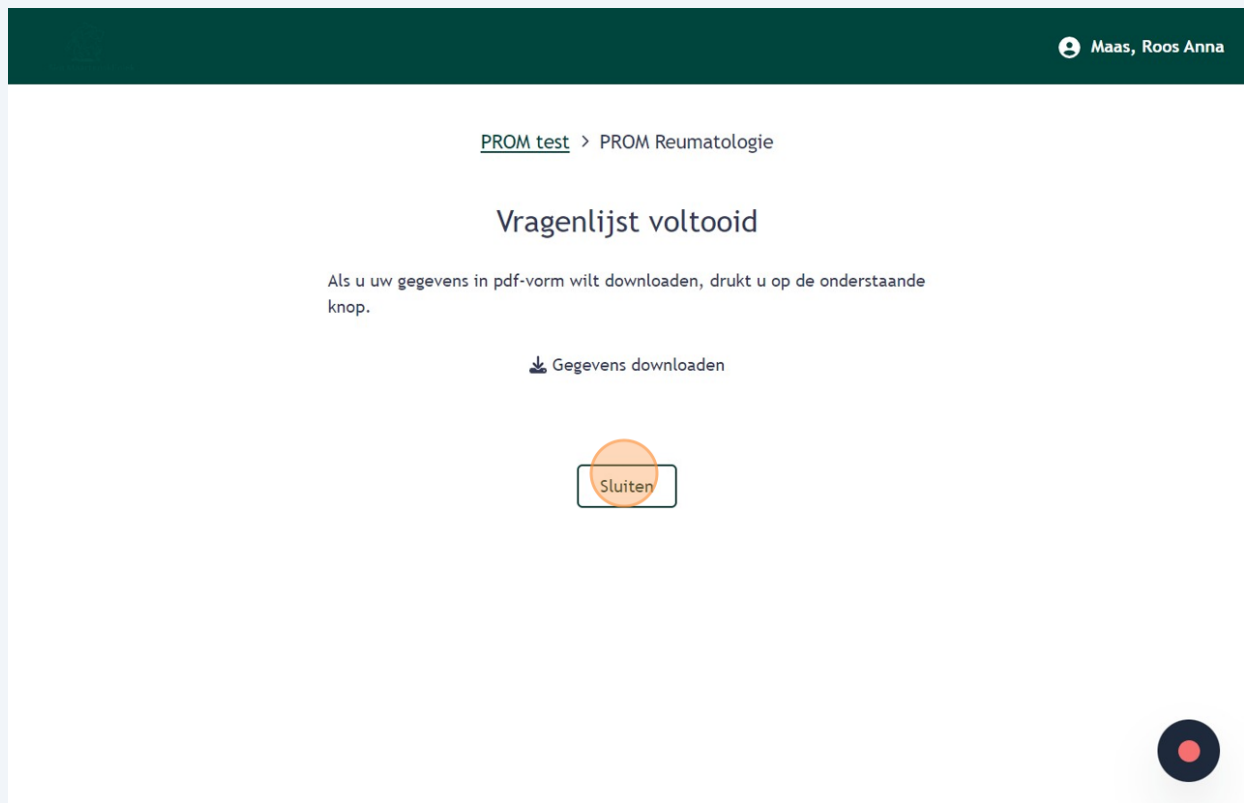 Maas, Roos Anna
PROM test > PROM Reumatologie
Vragenlijst voltooid
Als u uw gegevens in pdf-vorm wilt downloaden, drukt u op de onderstaande
knop.
Gegevens downloaden
Sluiten